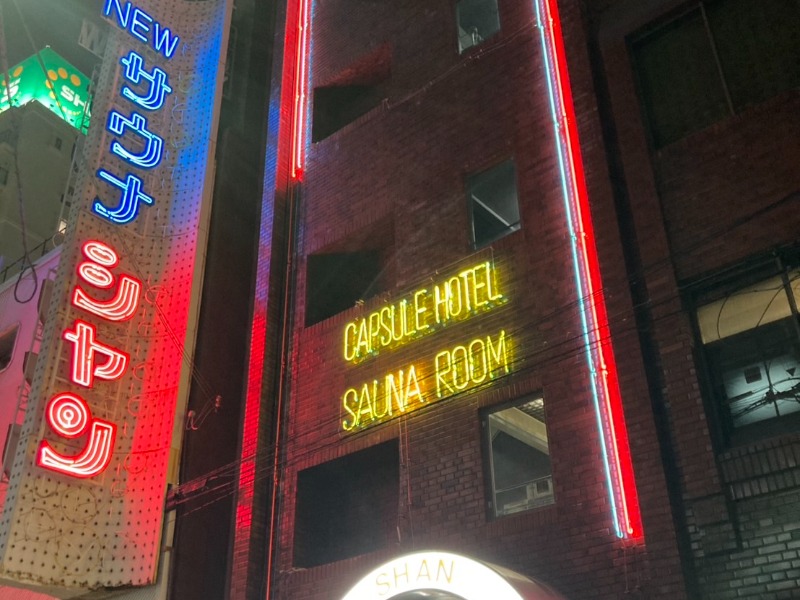 NEW
サウナ
シャン
CAPSULE HOTEL
SAUNA ROOM
SHAN